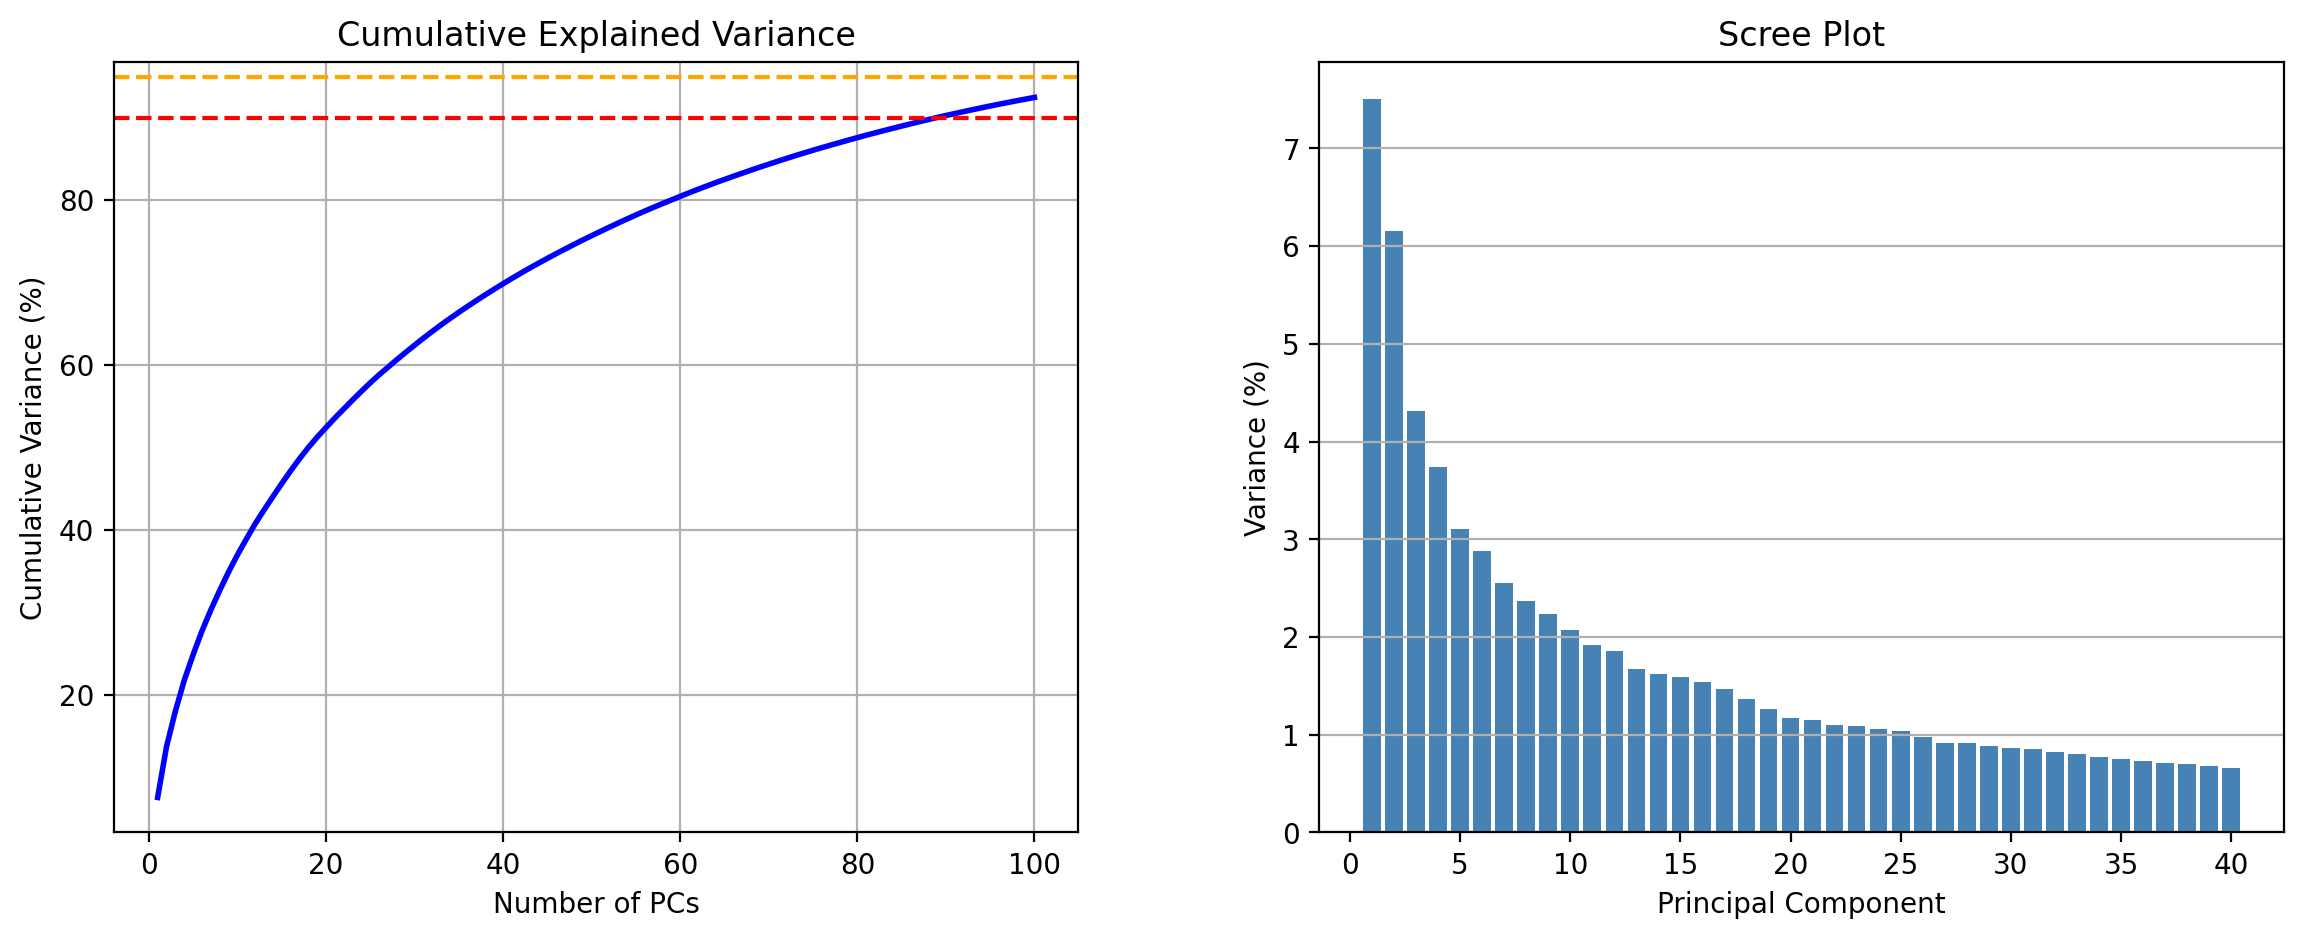 Cumulative Explained Variance
Cumulative Variance (%)
80
60
40
20
0 20 40 60 80 100
Number of PCs
Scree Plot
Variance (%)
7
6
5
4
3
2
1
0
0 5 10 15 20 25 30 35 40
Principal Component